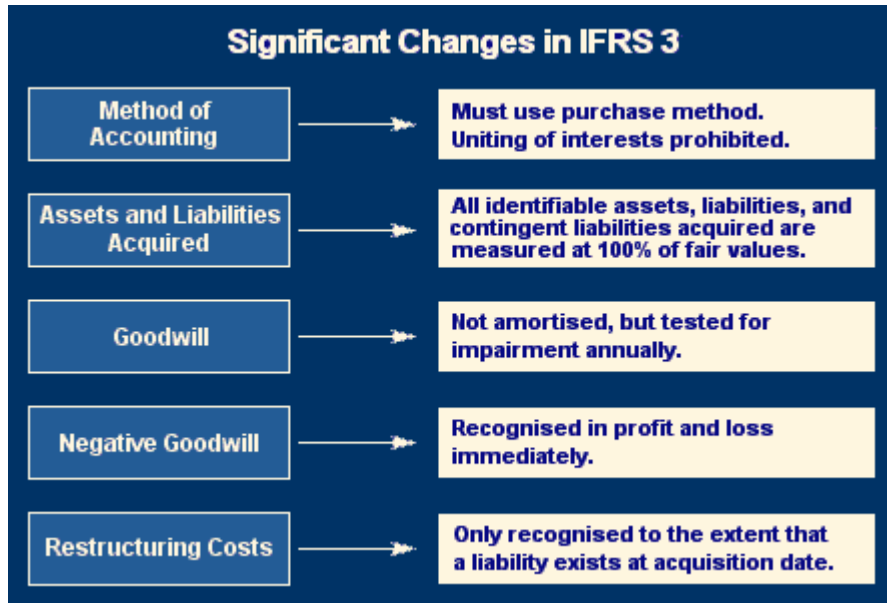 Significant Changes in IFRS 3
Method of
Accounting
Must use purchase method.
Uniting of interests prohibited.
Assets and Liabilities
Acquired
All identifiable assets, liabilities, and
contingent liabilities acquired are
measured at 100% of fair values.
Goodwill
Not amortised, but tested for
impairment annually.
Negative Goodwill
Recognised in profit and loss
immediately.
Restructuring Costs
Only recognised to the extent that
a liability exists at acquisition date.